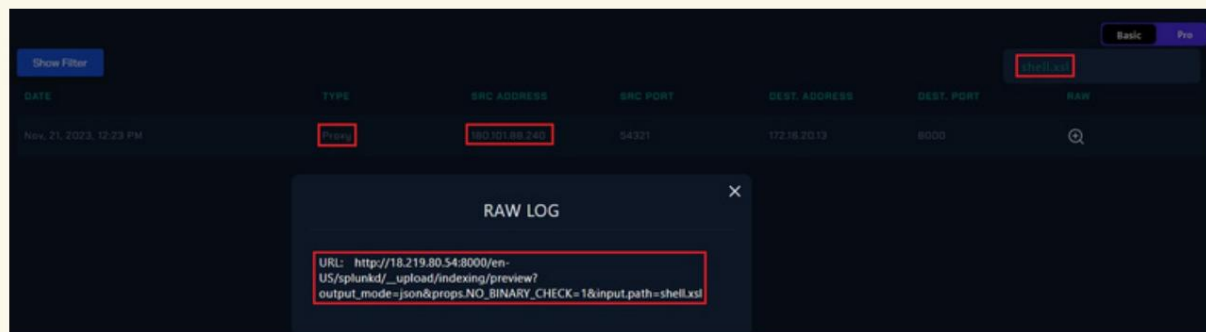 Basic Pro
Show Filter
shell.xsl
DATE TYPE SRC ADDRESS SRC PORT DEST. ADDRESS DEST. PORT RAW
Nov, 21, 2023, 12:23 PM Proxy 180.101.88.240 54321 172.16.20.13 8000
RAW LOG
URL: http://18.219.80.54:8000/en-
US/splunkd/__upload/indexing/preview?
output_mode=json&props.NO_BINARY_CHECK=1&input.path=shell.xsl